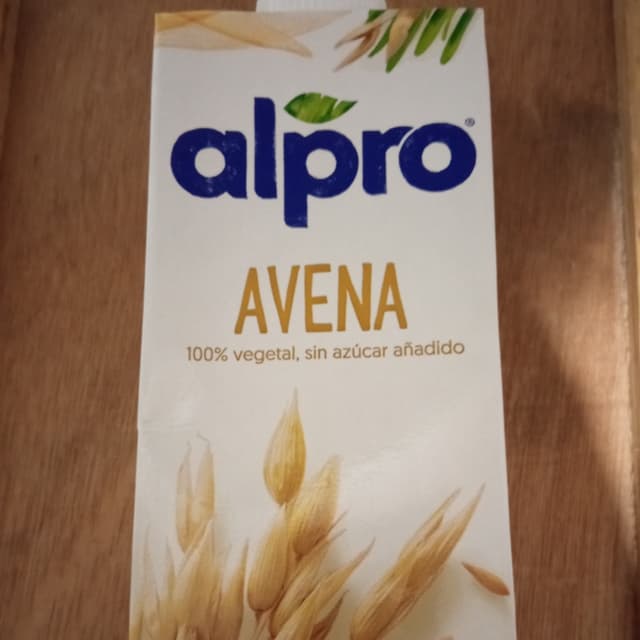 alpro®
AVENA
100% vegetal, sin azúcar añadido